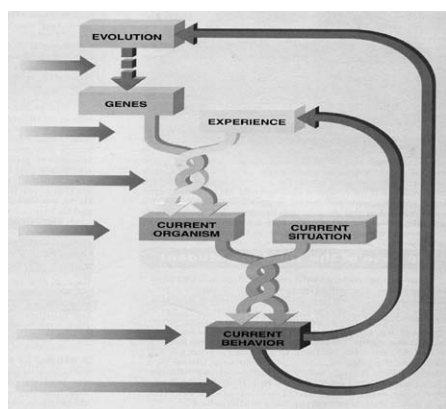 EVOLUTION
GENES
EXPERIENCE
CURRENT
ORGANISM
CURRENT
SITUATION
CURRENT
BEHAVIOR